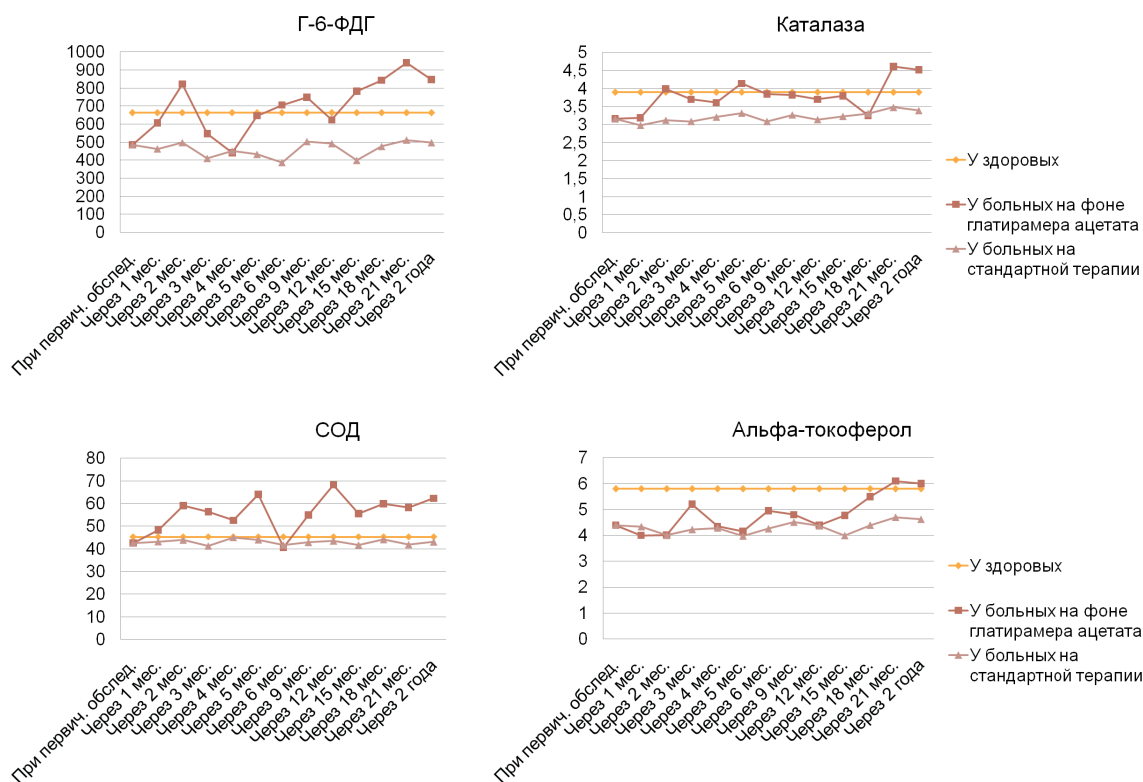 Г-6-ФДГ
1000
900
800
700
600
500
400
300
200
100
0
При первич. обслед.
Через 1 мес.
Через 2 мес.
Через 3 мес.
Через 4 мес.
Через 5 мес.
Через 6 мес.
Через 9 мес.
Через 12 мес.
Через 15 мес.
Через 18 мес.
Через 21 мес.
Через 2 года
Каталаза
5
4,5
4
3,5
3
2,5
2
1,5
1
0,5
0
При первич. обслед.
Через 1 мес.
Через 2 мес.
Через 3 мес.
Через 4 мес.
Через 5 мес.
Через 6 мес.
Через 9 мес.
Через 12 мес.
Через 15 мес.
Через 18 мес.
Через 21 мес.
Через 2 года
У здоровых
У больных на фоне
глатирамера ацетата
У больных на
стандартной терапии
СОД
80
70
60
50
40
30
20
10
0
При первич. обслед.
Через 1 мес.
Через 2 мес.
Через 3 мес.
Через 4 мес.
Через 5 мес.
Через 6 мес.
Через 9 мес.
Через 12 мес.
Через 15 мес.
Через 18 мес.
Через 21 мес.
Через 2 года
Альфа-токоферол
7
6
5
4
3
2
1
0
При первич. обслед.
Через 1 мес.
Через 2 мес.
Через 3 мес.
Через 4 мес.
Через 5 мес.
Через 6 мес.
Через 9 мес.
Через 12 мес.
Через 15 мес.
Через 18 мес.
Через 21 мес.
Через 2 года
У здоровых
У больных на фоне
глатирамера ацетата
У больных на
стандартной терапии